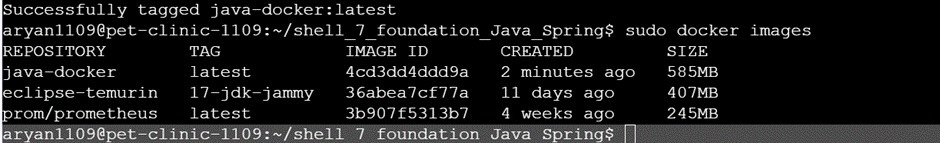 Successfully tagged java-docker:latest
aryan1109@pet-clinic-1109:~/shell_7_foundation_Java_Spring$ sudo docker images
REPOSITORY TAG IMAGE ID CREATED SIZE
java-docker latest 4cd3dd4ddd9a 2 minutes ago 585MB
eclipse-temurin 17-jdk-jammy 36abea7cf77a 11 days ago 407MB
prom/prometheus latest 3b907f5313b7 4 weeks ago 245MB
aryan1109@pet-clinic-1109:~/shell_7_foundation_Java_Spring$